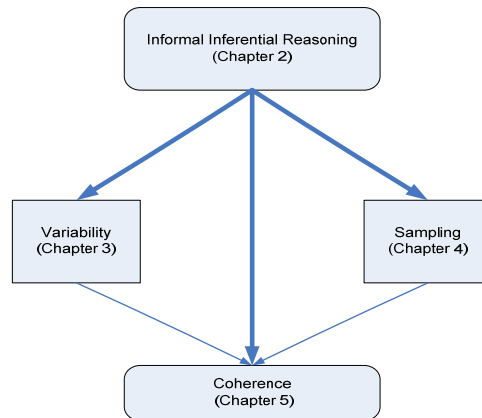 Informal Inferential Reasoning
(Chapter 2)
Variability
(Chapter 3)
Sampling
(Chapter 4)
Coherence
(Chapter 5)